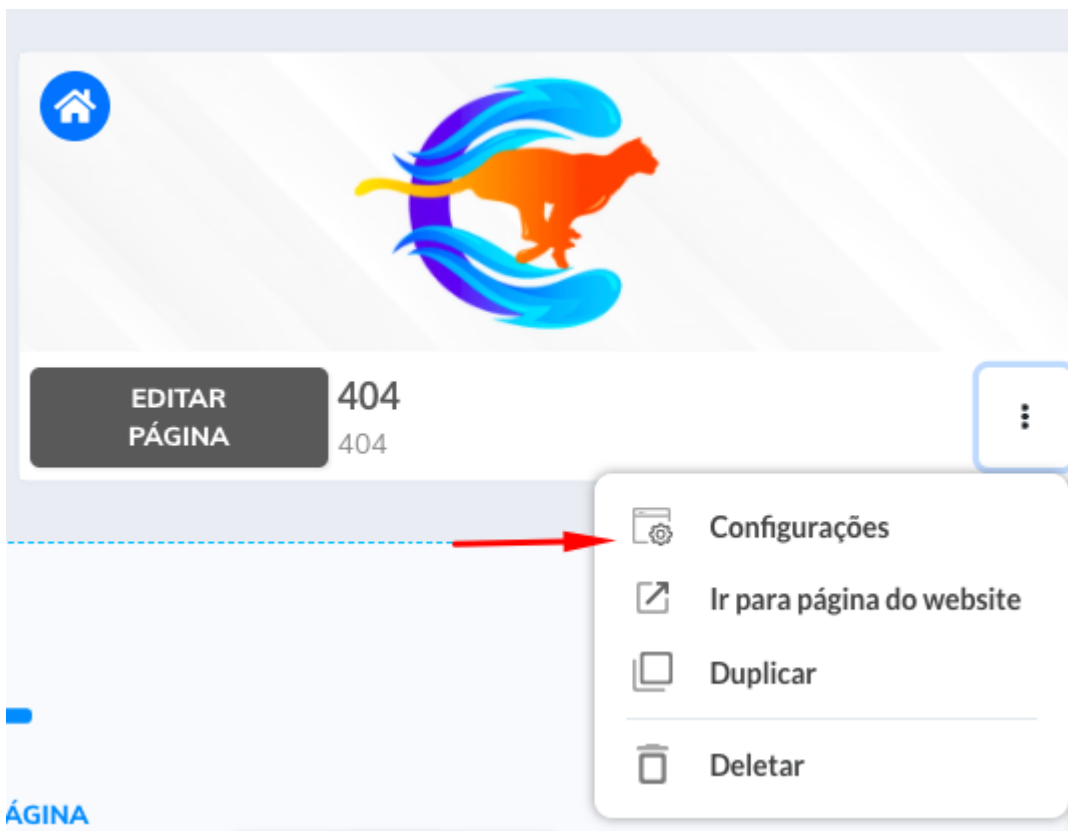 EDITAR
PÁGINA
404
404
Configurações
Ir para página do website
Duplicar
Deletar
ÁGINA